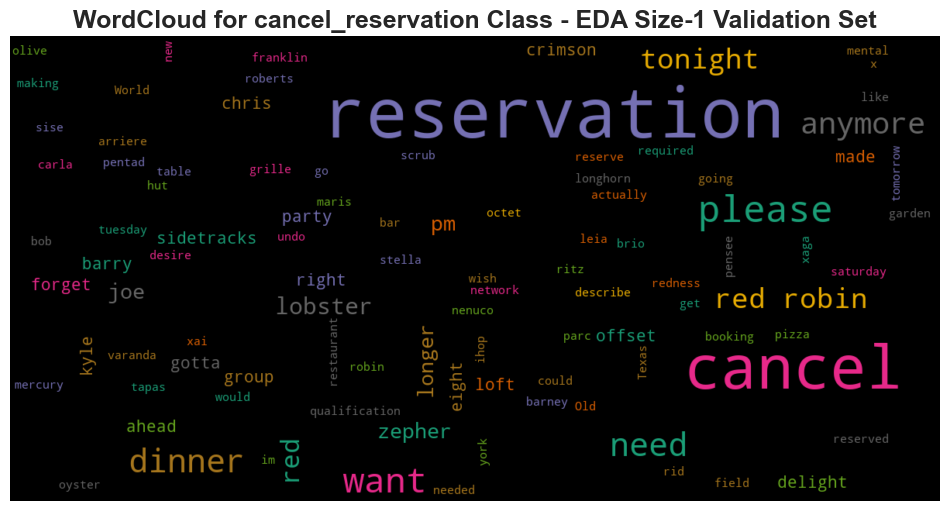 WordCloud for cancel_reservation Class - EDA Size-1 Validation Set
olive
new
franklin
crimson
tonight
mental
x
making
World
roberts
chris
reservation
like
anymore
sise
arriere
carla
pentad
table
grille
go
scrub
reserve
required
made
tomorrow
hut
longhorn
actually
going
maris
party
bar
pm
octet
please
garden
bob
tuesday
sidetracks
undo
leia
brio
pensee
xaga
desire
barry
stella
forget
joe
right
wish
network
ritz
describe
redness
get
saturday
red robin
lobster
nenuco
kyle
varanda
xai
gotta
restaurant
robin
longer
ihop
parc
offset
Texas
booking
pizza
cancel
mercury
tapas
would
group
eight
loft
could
barney
Old
qualification
ahead
zepher
need
reserved
dinner
im
red
york
rid
oyster
want
needed
field
delight